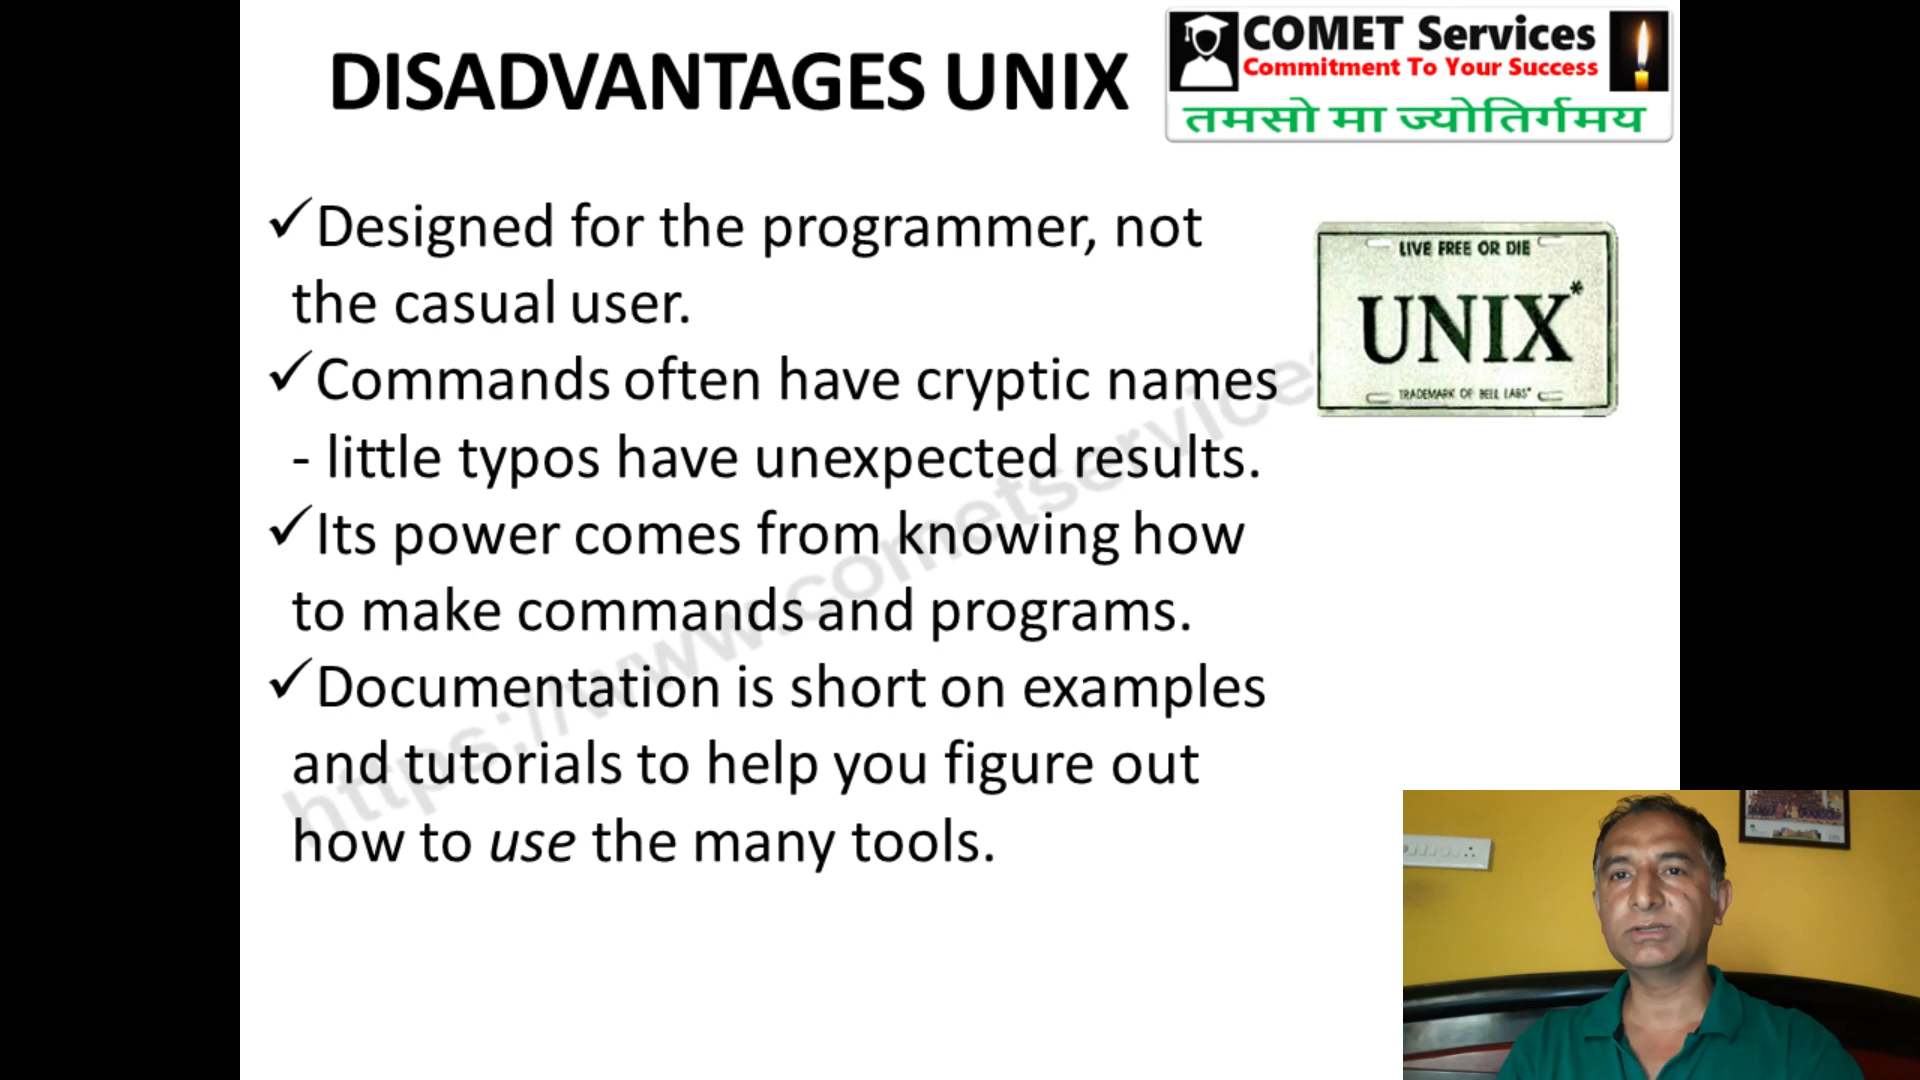 DISADVANTAGES UNIX
COMET Services
Commitment To Your Success
तमसो मा ज्योतिर्गमय
✓Designed for the programmer, not
the casual user.
✓Commands often have cryptic names
- little typos have unexpected results.
✓Its power comes from knowing how
to make commands and programs.
✓Documentation is short on examples
and tutorials to help you figure out
how to use the many tools.
LIVE FREE OR DIE
UNIX*
TRADEMARK OF BELL LABS*
https://www.cometservices